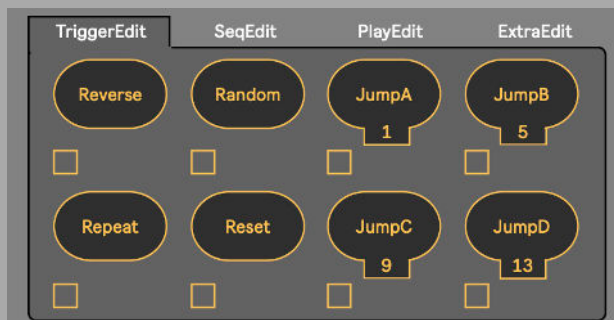 TriggerEdit SeqEdit PlayEdit ExtraEdit
Reverse Random JumpA JumpB
1 5
Repeat Reset JumpC JumpD
9 13